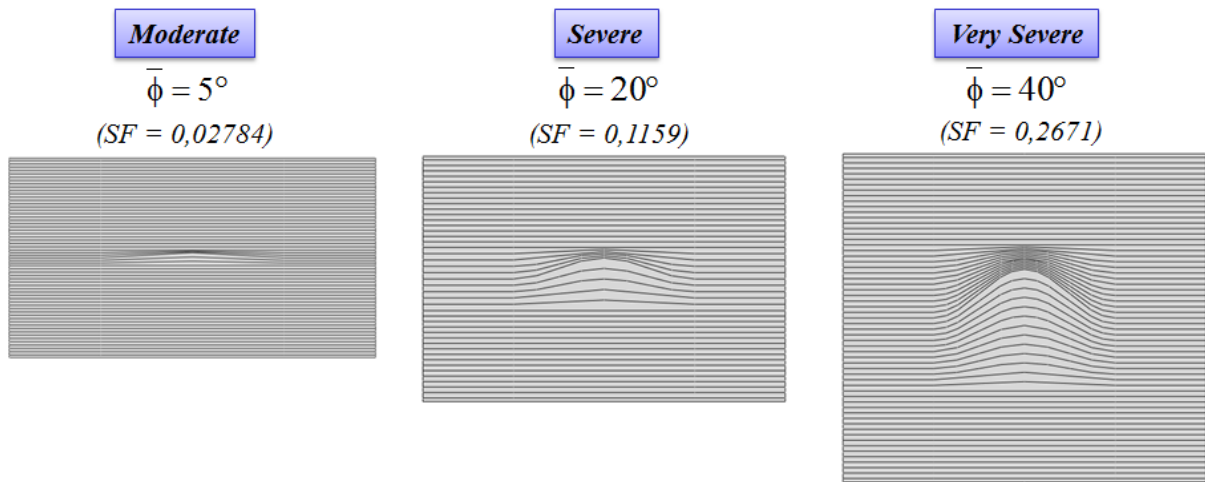 Moderate
ϕ̅ = 5°
(SF = 0,02784)
Severe
ϕ̅ = 20°
(SF = 0,1159)
Very Severe
ϕ̅ = 40°
(SF = 0,2671)